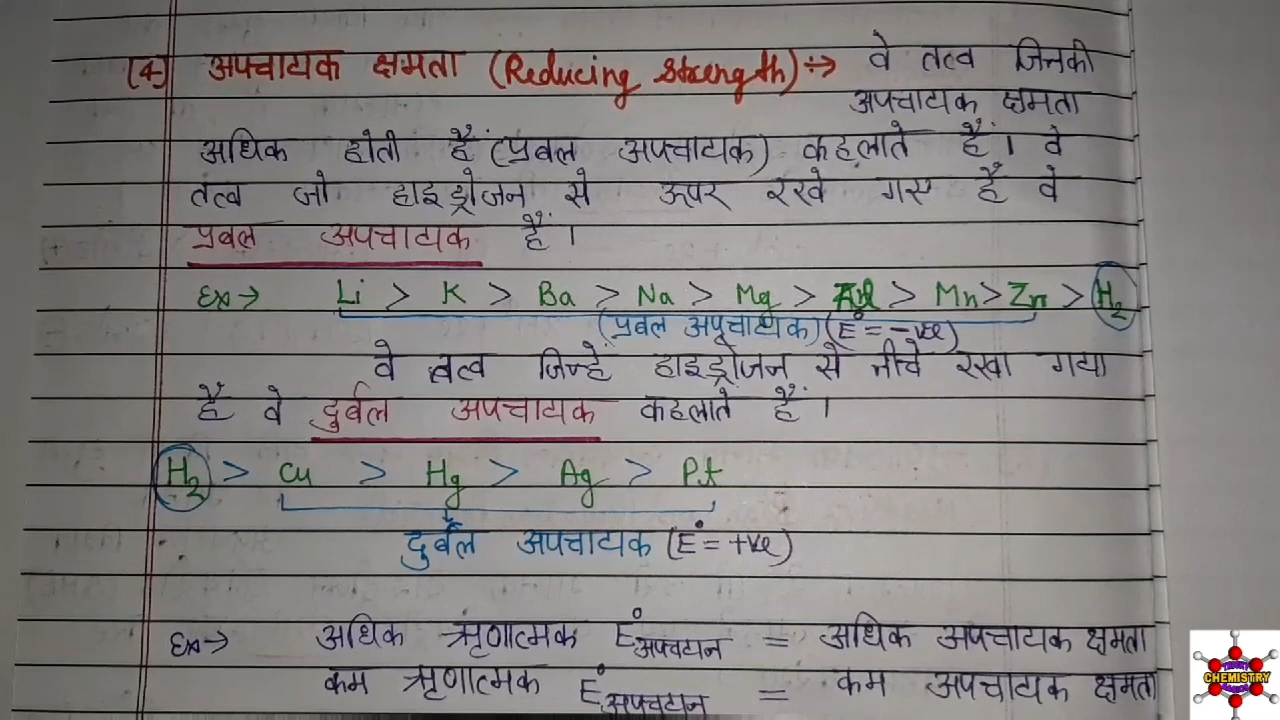 (4) अपचायक क्षमता (Reducing Strength) ÷→ वे तत्व जिनकी
अपचायक क्षमता
अधिक होती हैं (प्रबल अपचायक) कहलाते हैं। वे
तत्व जो हाइड्रोजन से ऊपर रखे गए हैं वे
प्रबल अपचायक हैं।
Ex→ Li > K > Ba > Na > Mg > > Mn > Zn > H₂
(प्रबल अपचायक) (E° = -ve)
वे तत्व जिन्हे हाइड्रोजन से नीचे रखा गया
हैं वे दुर्बल अपचायक कहलाते हैं।
H₂ > Cu > Hg > Ag > Pt
दुर्बल अपचायक (E° = +ve)
Ex→ अधिक ऋृणात्मक E°अपचयन = अधिक अपचायक क्षमता
कम ऋृणात्मक E°अपचयन = कम अपचायक क्षमता
CHEMISTRY